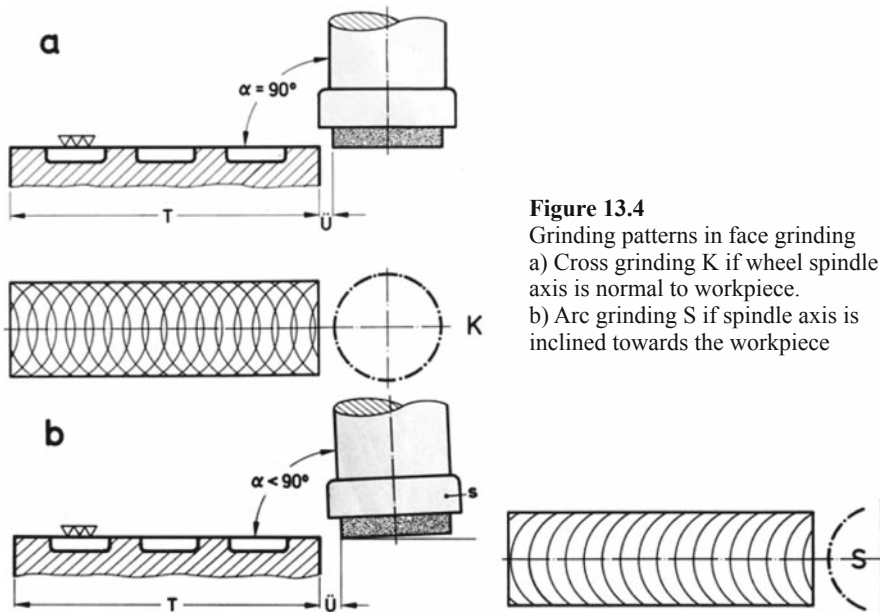 a
α = 90°
T
Ü
K
Figure 13.4
Grinding patterns in face grinding
a) Cross grinding K if wheel spindle
axis is normal to workpiece.
b) Arc grinding S if spindle axis is
inclined towards the workpiece
b
α < 90°
s
T
Ü
S